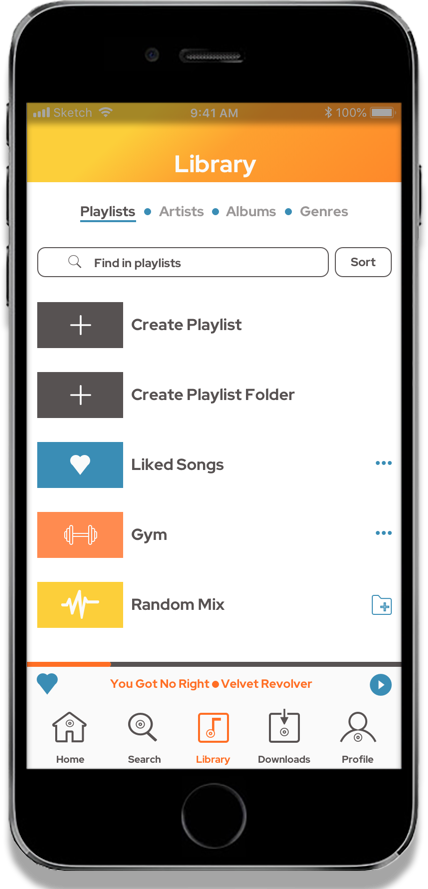 Sketch 9:41 AM 100%
Library
Playlists • Artists • Albums • Genres
Find in playlists Sort
Create Playlist
Create Playlist Folder
Liked Songs
Gym
Random Mix
You Got No Right • Velvet Revolver
Home Search Library Downloads Profile